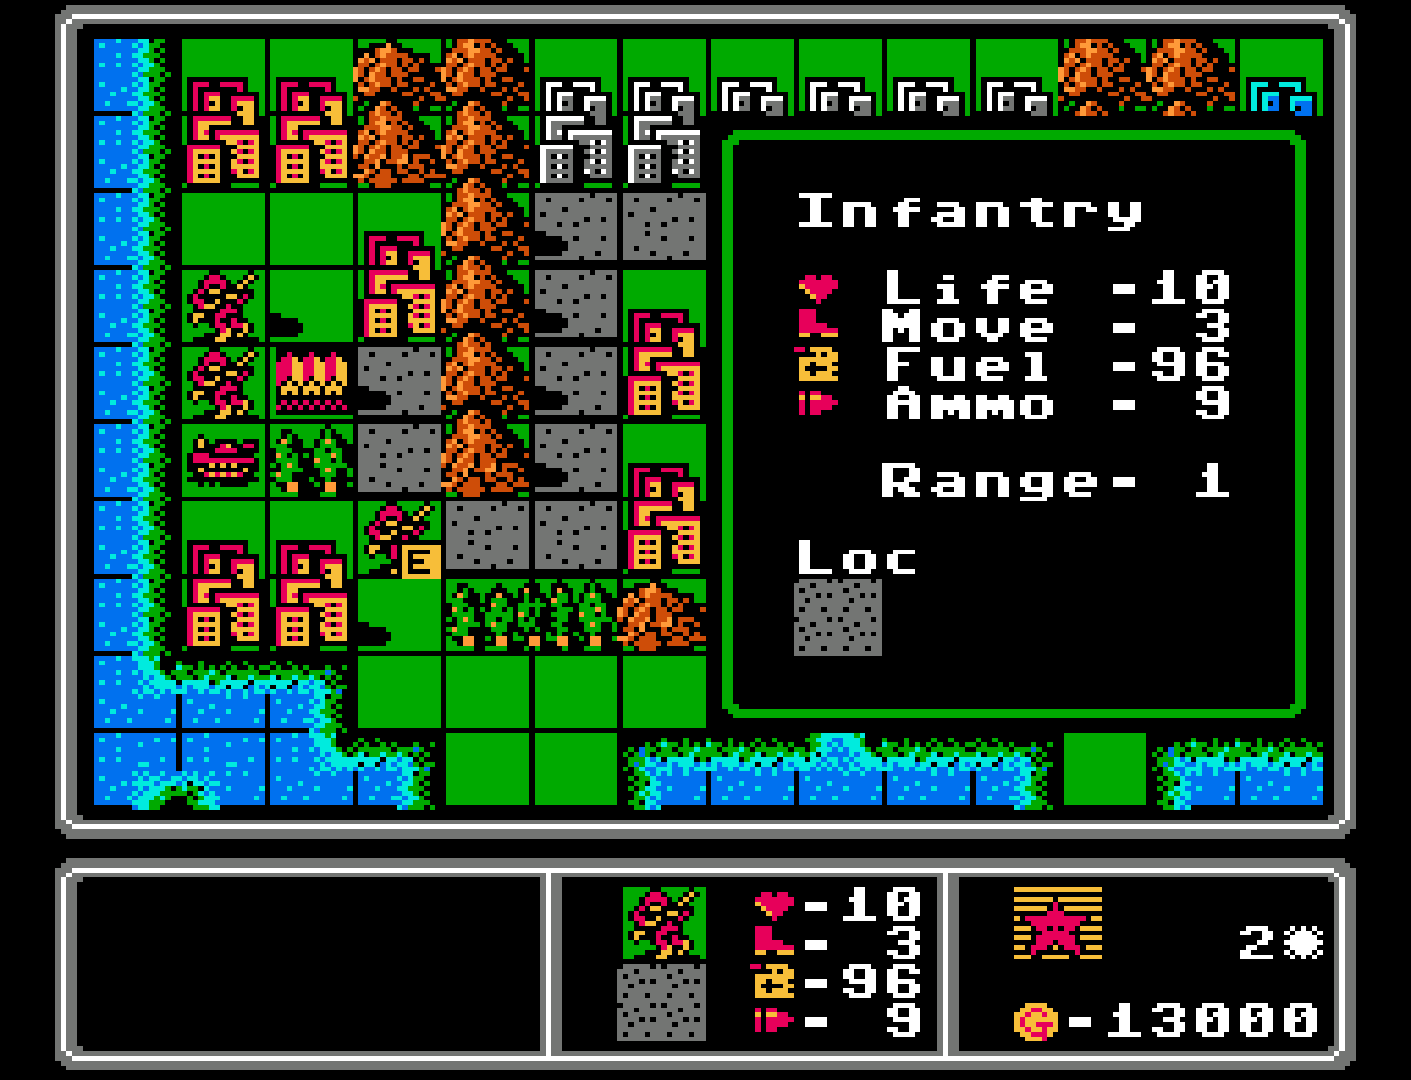 Infantry
Life -10
Move - 3
Fuel -96
Ammo - 9
Range- 1
E
Loc
-10
- 3
-96
- 9
2
G-13000